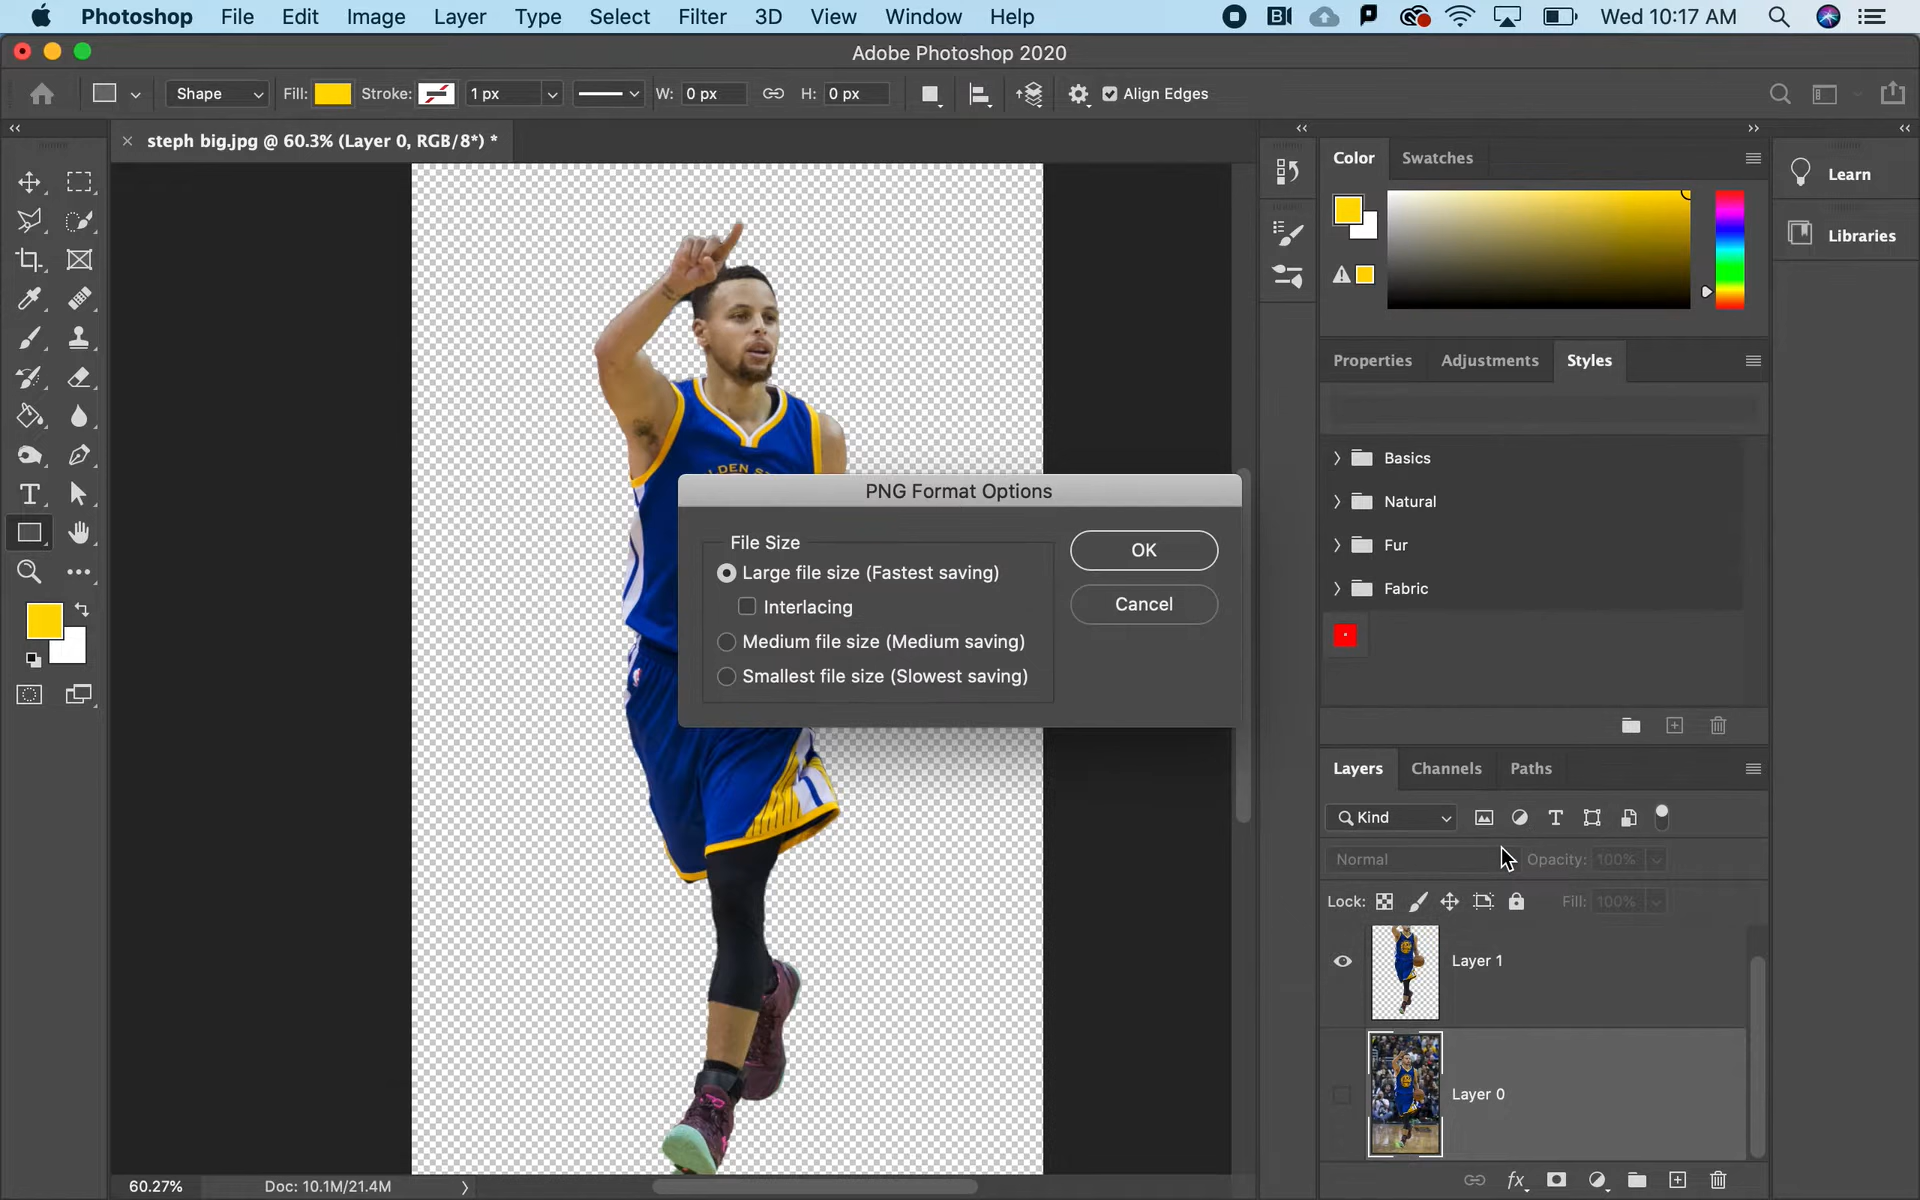 Photoshop File Edit Image Layer Type Select Filter 3D View Window Help Wed 10:17 AM
Adobe Photoshop 2020
Shape Fill: Stroke: 1 px W: 0 px H: 0 px Align Edges
steph big.jpg @ 60.3% (Layer 0, RGB/8*) *
Color Swatches
Learn
Libraries
Properties Adjustments Styles
Basics
Natural
Fur
Fabric
PNG Format Options
File Size
Large file size (Fastest saving)
Interlacing
Medium file size (Medium saving)
Smallest file size (Slowest saving)
OK
Cancel
Layers Channels Paths
Kind
Normal Opacity: 100%
Lock: Fill: 100%
Layer 1
Layer 0
60.27% Doc: 10.1M/21.4M